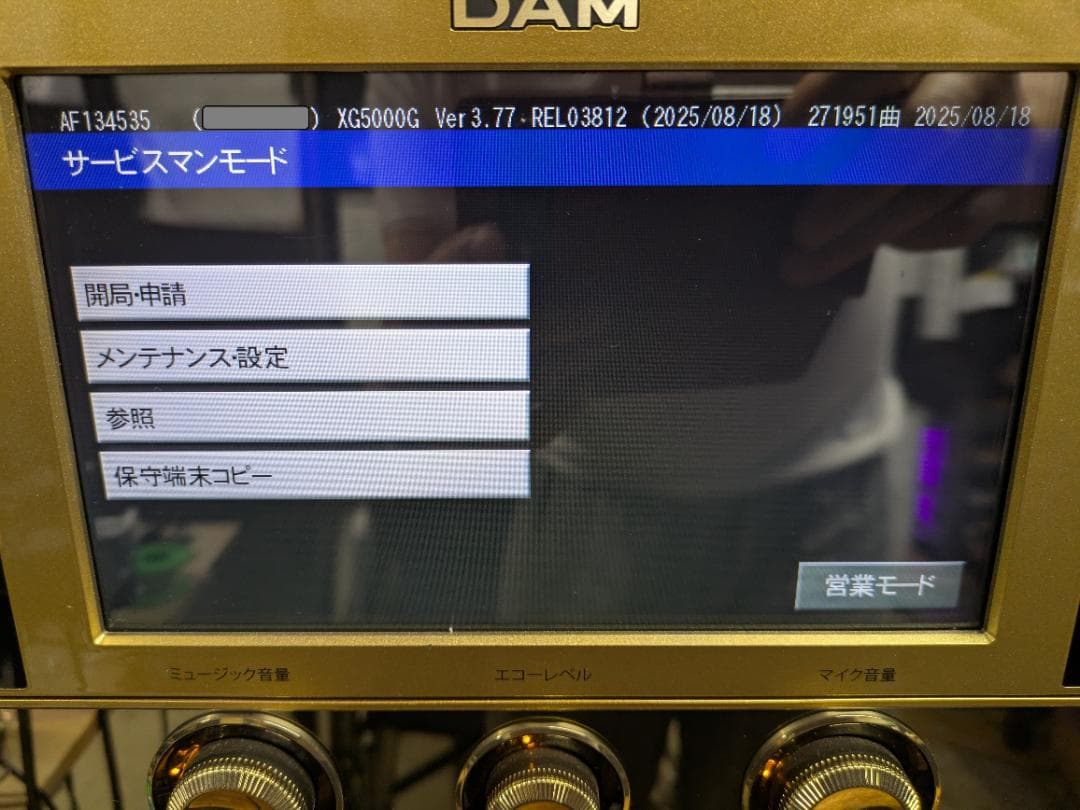 DAM
AF134535 ( ) XG5000G Ver 3.77-REL03812 (2025/08/18) 271951曲 2025/08/18
サービスマンモード
開局・申請
メンテナンス・設定
参照
保守端末コピー
営業モード
ミュージック音量 エコーレベル マイク音量